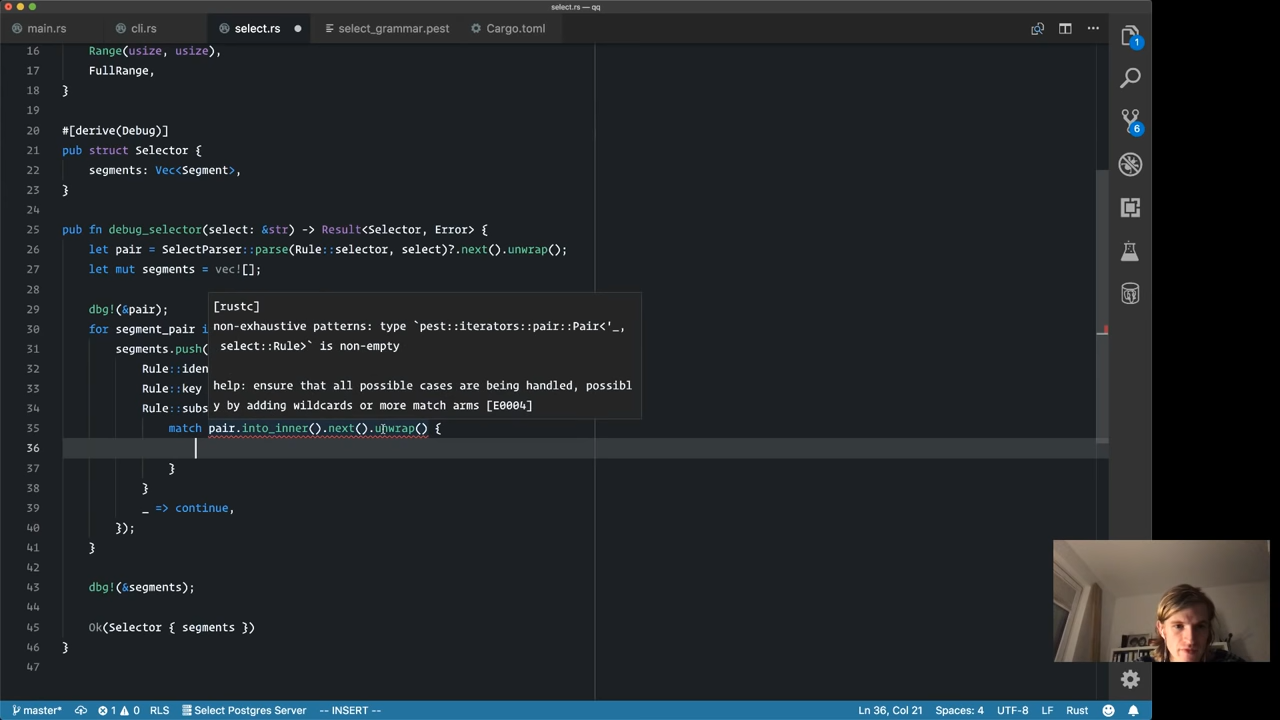 select.rs — qq
main.rs
cli.rs
select.rs
select_grammar.pest
Cargo.toml
16 Range(usize, usize),
17 FullRange,
18 }
19
20 #[derive(Debug)]
21 pub struct Selector {
22 segments: Vec<Segment>,
23 }
24
25 pub fn debug_selector(select: &str) -> Result<Selector, Error> {
26 let pair = SelectParser::parse(Rule::selector, select)?.next().unwrap();
27 let mut segments = vec![];
28
29 dbg!(&pair);
30 for segment_pair i
31 segments.push(
32 Rule::iden
33 Rule::key
34 Rule::subs
[rustc]
non-exhaustive patterns: type `pest::iterators::pair::Pair<'_,
select::Rule>` is non-empty
help: ensure that all possible cases are being handled, possibl
y by adding wildcards or more match arms [E0004]
35 match pair.into_inner().next().unwrap() {
36
37 }
38 }
39 _ => continue,
40 });
41 }
42
43 dbg!(&segments);
44
45 Ok(Selector { segments })
46 }
47
1
6
master* 1 0 RLS Select Postgres Server -- INSERT -- Ln 36, Col 21 Spaces: 4 UTF-8 LF Rust